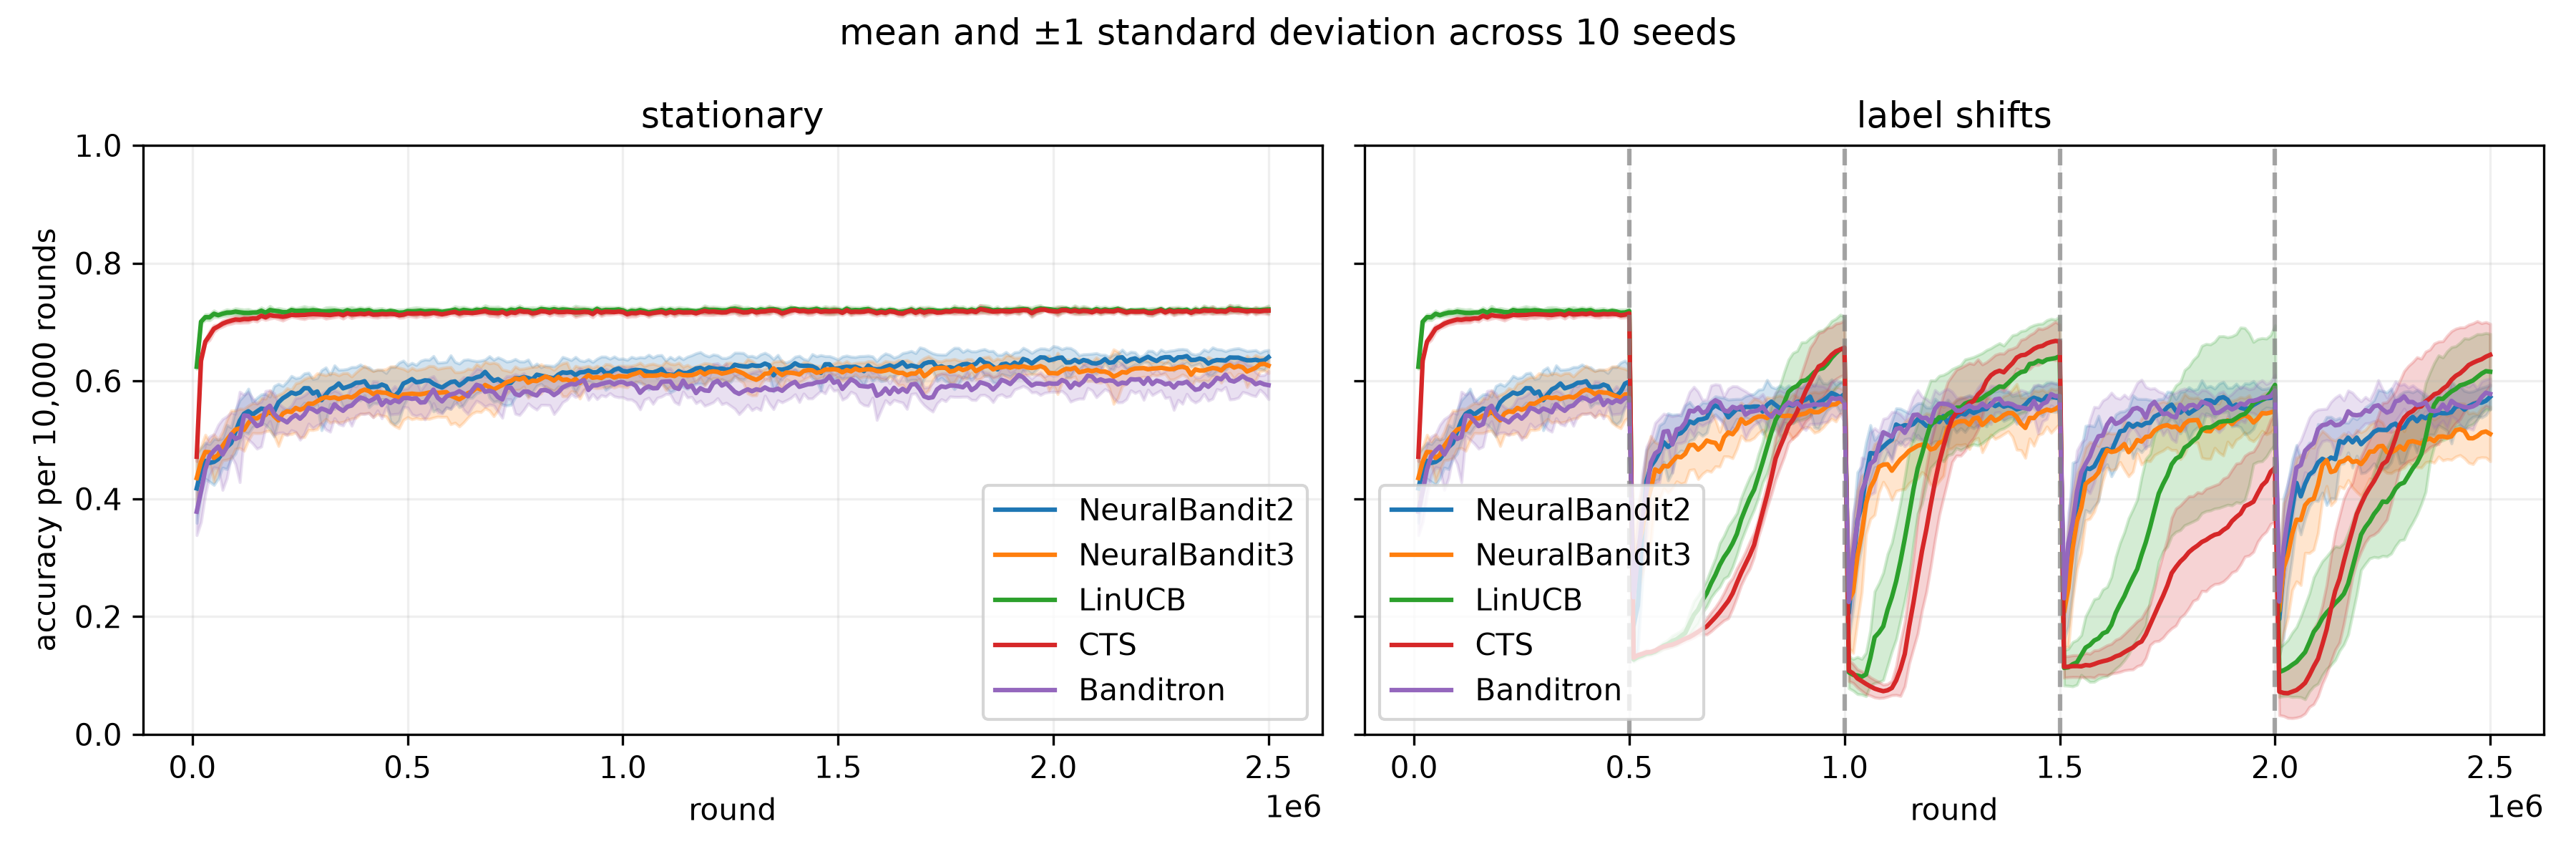 mean and ±1 standard deviation across 10 seeds
stationary
accuracy per 10,000 rounds
1.0
0.8
0.6
0.4
0.2
0.0
NeuralBandit2
NeuralBandit3
LinUCB
CTS
Banditron
0.0 0.5 1.0 1.5 2.0 2.5
1e6
round
label shifts
NeuralBandit2
NeuralBandit3
LinUCB
CTS
Banditron
0.0 0.5 1.0 1.5 2.0 2.5
1e6
round